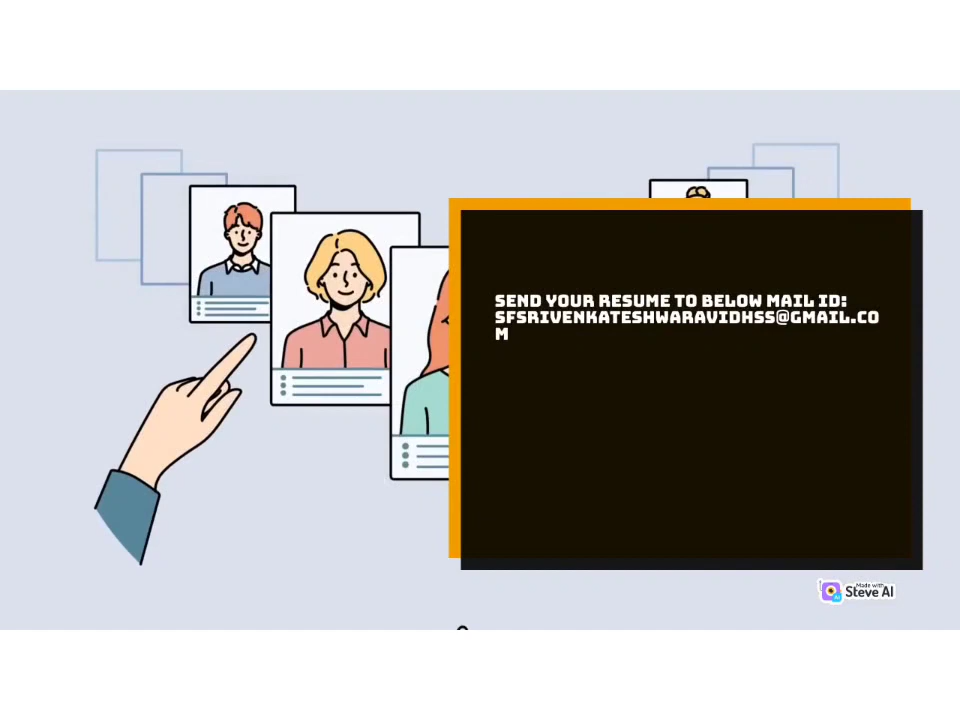 SEND YOUR RESUME TO BELOW MAIL ID:
SFSRIVENKATESHWARAVIDHSS@GMAIL.CO
M
Made with
Steve AI